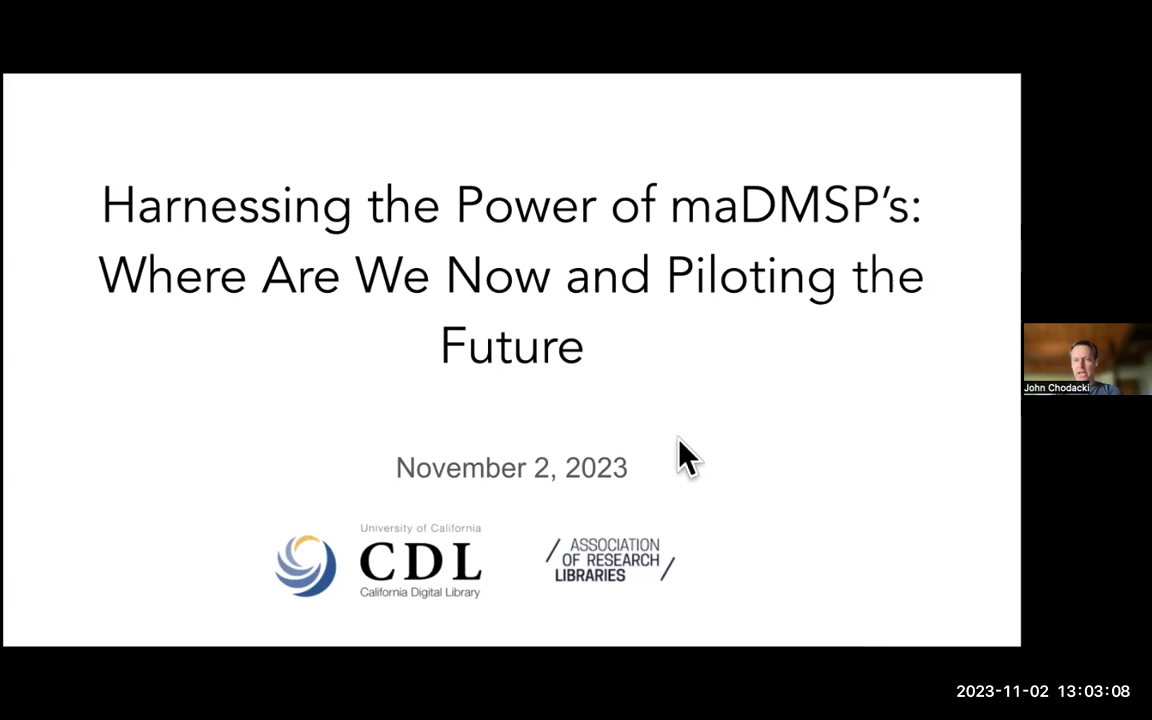 Harnessing the Power of maDMSP's:
Where Are We Now and Piloting the
Future
November 2, 2023
University of California
CDL
California Digital Library
ASSOCIATION
OF RESEARCH
LIBRARIES
John Chodacki
2023-11-02 13:03:08